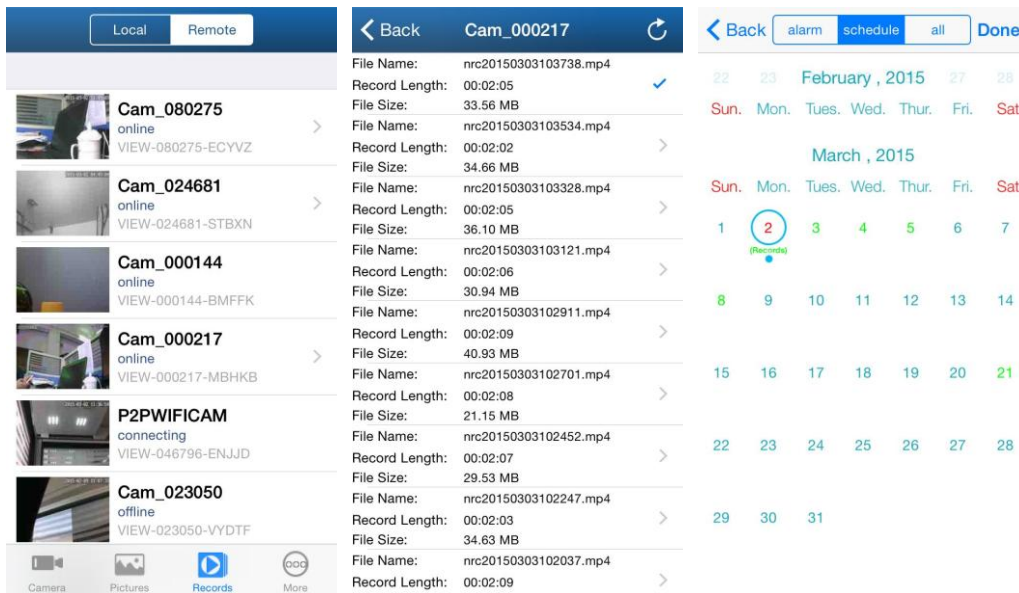 Local Remote
Cam_080275
online
VIEW-080275-ECYVZ
Cam_024681
online
VIEW-024681-STBXN
Cam_000144
online
VIEW-000144-BMFFK
Cam_000217
online
VIEW-000217-MBHKB
P2PWIFICAM
connecting
VIEW-046796-ENJJD
Cam_023050
offline
VIEW-023050-VYDTF
Camera Pictures Records More
Back Cam_000217
File Name: nrc20150303103738.mp4
Record Length: 00:02:05
File Size: 33.56 MB
File Name: nrc20150303103534.mp4
Record Length: 00:02:02
File Size: 34.66 MB
File Name: nrc20150303103328.mp4
Record Length: 00:02:05
File Size: 36.10 MB
File Name: nrc20150303103121.mp4
Record Length: 00:02:06
File Size: 30.94 MB
File Name: nrc20150303102911.mp4
Record Length: 00:02:09
File Size: 40.93 MB
File Name: nrc20150303102701.mp4
Record Length: 00:02:08
File Size: 21.15 MB
File Name: nrc20150303102452.mp4
Record Length: 00:02:07
File Size: 29.53 MB
File Name: nrc20150303102247.mp4
Record Length: 00:02:03
File Size: 34.63 MB
File Name: nrc20150303102037.mp4
Record Length: 00:02:09
Back alarm schedule all Done
22 23 February , 2015 27 28
Sun. Mon. Tues. Wed. Thur. Fri. Sat
March , 2015
Sun. Mon. Tues. Wed. Thur. Fri. Sat
1 2 3 4 5 6 7
(Records)
8 9 10 11 12 13 14
15 16 17 18 19 20 21
22 23 24 25 26 27 28
29 30 31